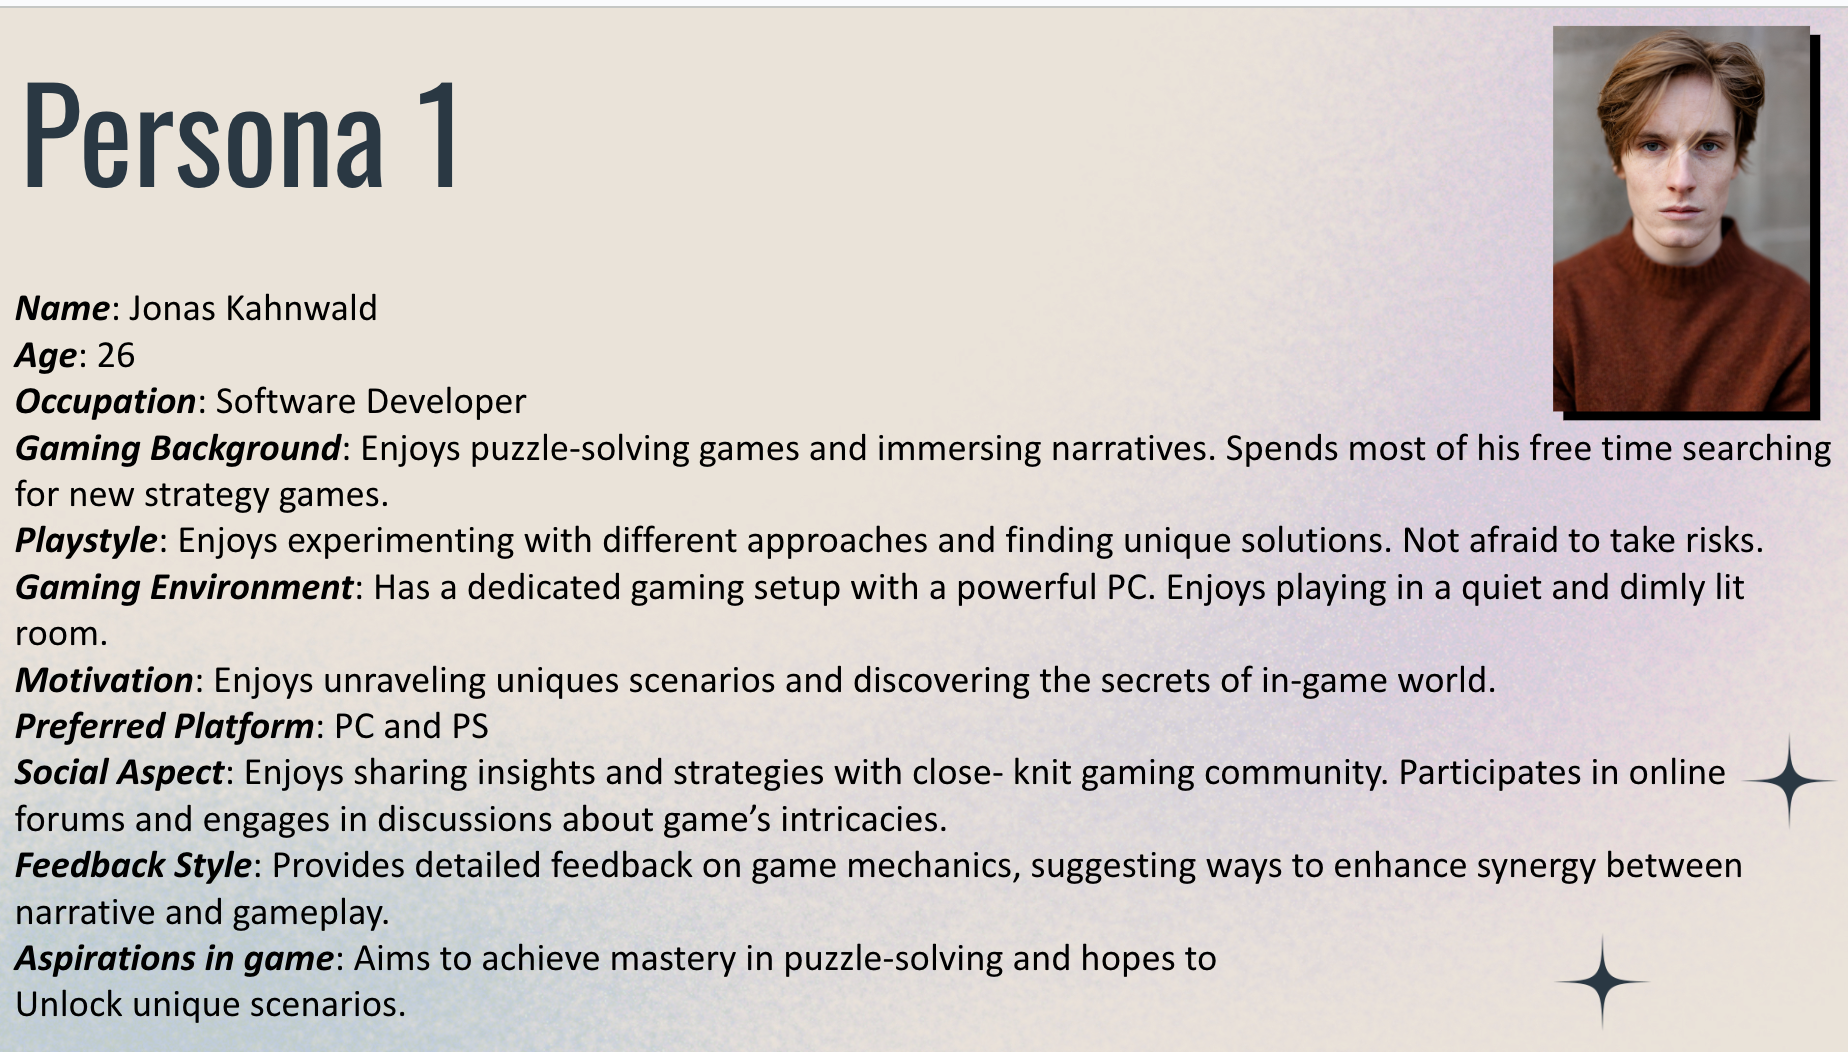 Persona 1
Name: Jonas Kahnwald
Age: 26
Occupation: Software Developer
Gaming Background: Enjoys puzzle-solving games and immersing narratives. Spends most of his free time searching
for new strategy games.
Playstyle: Enjoys experimenting with different approaches and finding unique solutions. Not afraid to take risks.
Gaming Environment: Has a dedicated gaming setup with a powerful PC. Enjoys playing in a quiet and dimly lit
room.
Motivation: Enjoys unraveling uniques scenarios and discovering the secrets of in-game world.
Preferred Platform: PC and PS
Social Aspect: Enjoys sharing insights and strategies with close- knit gaming community. Participates in online
forums and engages in discussions about game’s intricacies.
Feedback Style: Provides detailed feedback on game mechanics, suggesting ways to enhance synergy between
narrative and gameplay.
Aspirations in game: Aims to achieve mastery in puzzle-solving and hopes to
Unlock unique scenarios.